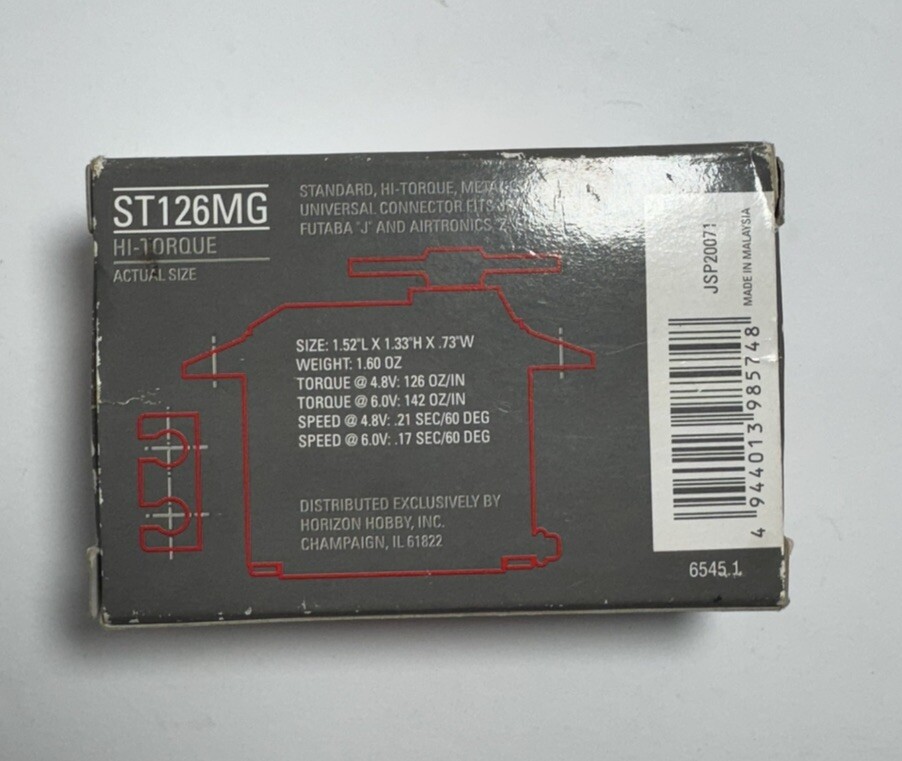 ST126MG
HI-TORQUE
ACTUAL SIZE
STANDARD, HI-TORQUE,
UNIVERSAL CONNECTOR FITS
FUTABA "J" AND AIRTRONICS
SIZE: 1.52"L X 1.33"H X .73"W
WEIGHT: 1.60 OZ
TORQUE @ 4.8V: 126 OZ/IN
TORQUE @ 6.0V: 142 OZ/IN
SPEED @ 4.8V: .21 SEC/60 DEG
SPEED @ 6.0V: .17 SEC/60 DEG
DISTRIBUTED EXCLUSIVELY BY
HORIZON HOBBY, INC.
CHAMPAIGN, IL 61822
JSP20071
MADE IN MALAYSIA
4 944013 985748
6545.1